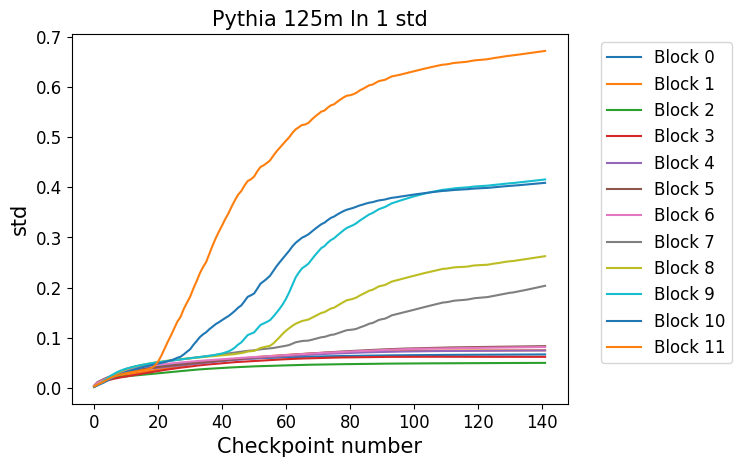 Pythia 125m ln 1 std
0.7
0.6
0.5
0.4
0.3
0.2
0.1
0.0
std
0 20 40 60 80 100 120 140
Checkpoint number
Block 0
Block 1
Block 2
Block 3
Block 4
Block 5
Block 6
Block 7
Block 8
Block 9
Block 10
Block 11